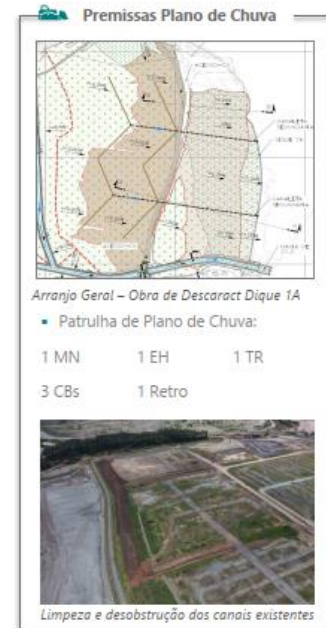 Premissas Plano de Chuva
Arranjo Geral – Obra de Descaract Dique 1A
▪ Patrulha de Plano de Chuva:
1 MN 1 EH 1 TR
3 CBs 1 Retro
Limpeza e desobstrução dos canais existentes